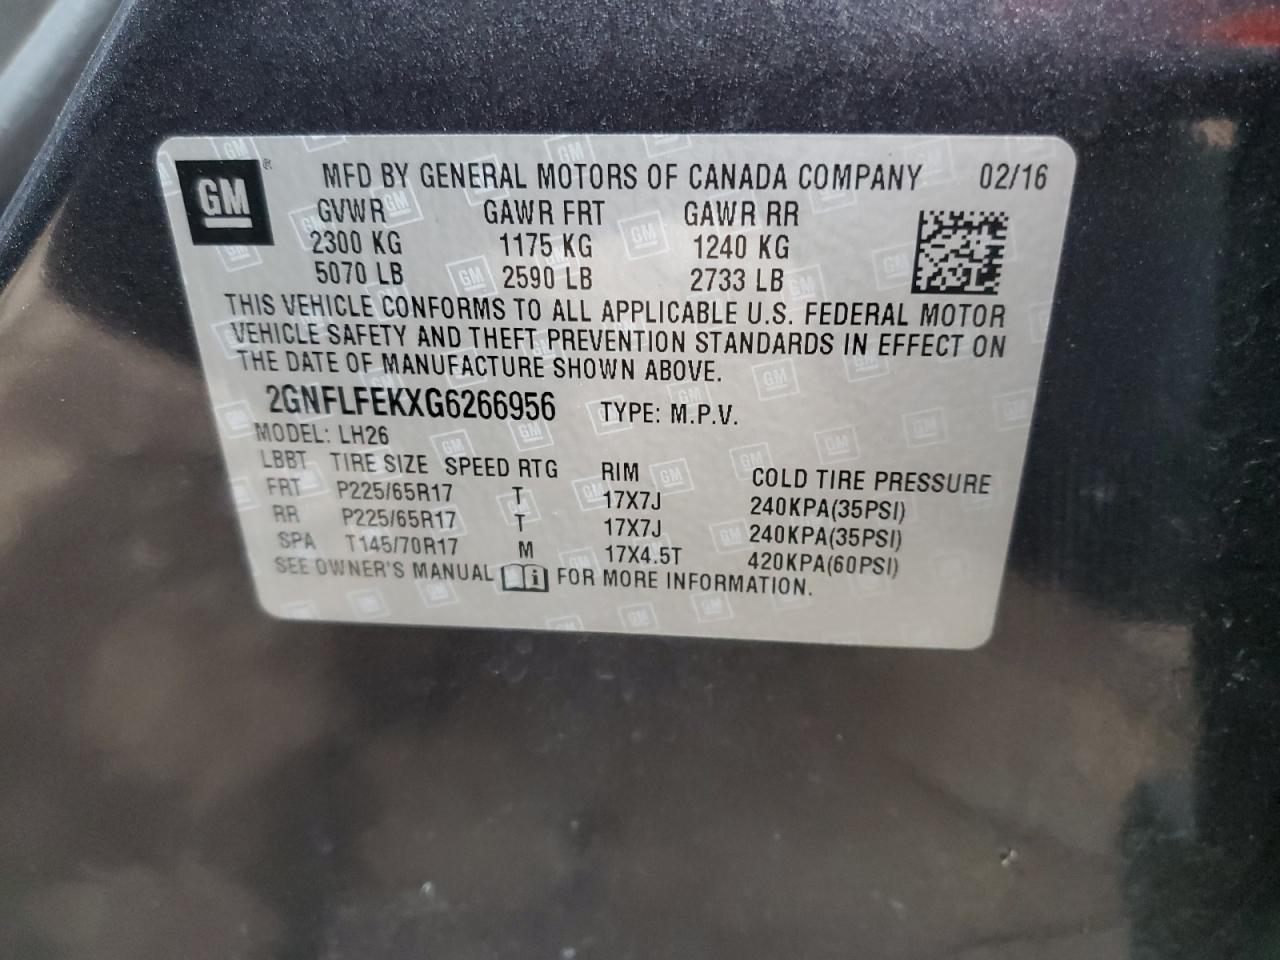 GM ® MFD BY GENERAL MOTORS OF CANADA COMPANY 02/16
GVWR GAWR FRT GAWR RR
2300 KG 1175 KG 1240 KG
5070 LB 2590 LB 2733 LB
THIS VEHICLE CONFORMS TO ALL APPLICABLE U.S. FEDERAL MOTOR
VEHICLE SAFETY AND THEFT PREVENTION STANDARDS IN EFFECT ON
THE DATE OF MANUFACTURE SHOWN ABOVE.
2GNFLFEKXG6266956 TYPE: M.P.V.
MODEL: LH26
LBBT TIRE SIZE SPEED RTG RIM COLD TIRE PRESSURE
FRT P225/65R17 T 17X7J 240KPA(35PSI)
RR P225/65R17 T 17X7J 240KPA(35PSI)
SPA T145/70R17 M 17X4.5T 420KPA(60PSI)
SEE OWNER'S MANUAL FOR MORE INFORMATION.